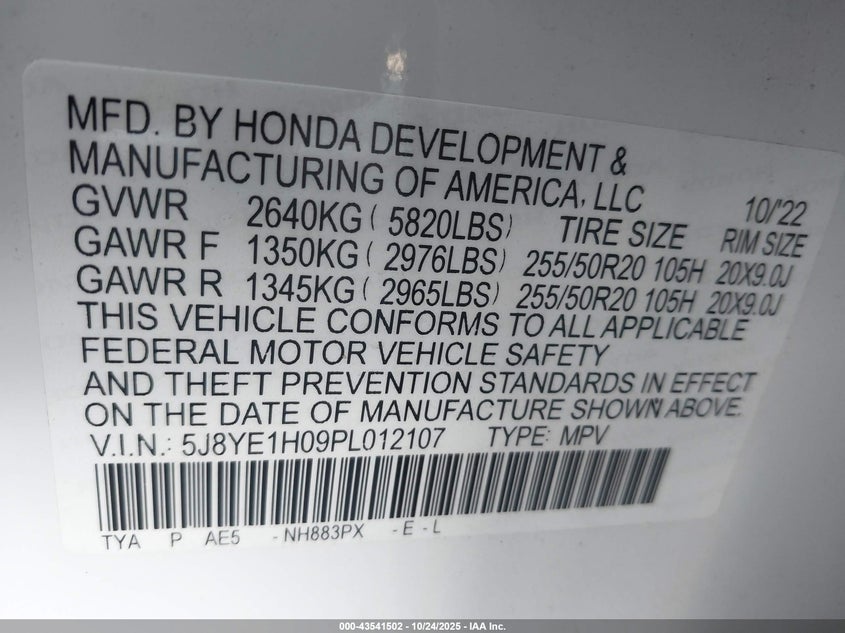 MFD. BY HONDA DEVELOPMENT &
MANUFACTURING OF AMERICA, LLC 10/'22
GVWR 2640KG ( 5820LBS) TIRE SIZE RIM SIZE
GAWR F 1350KG ( 2976LBS) 255/50R20 105H 20X9.0J
GAWR R 1345KG ( 2965LBS) 255/50R20 105H 20X9.0J
THIS VEHICLE CONFORMS TO ALL APPLICABLE
FEDERAL MOTOR VEHICLE SAFETY
AND THEFT PREVENTION STANDARDS IN EFFECT
ON THE DATE OF MANUFACTURE SHOWN ABOVE.
V.I.N.: 5J8YE1H09PL012107 TYPE: MPV
TYA P AE5 - NH883PX - E - L
000-43541502 - 10/24/2025 - IAA Inc.